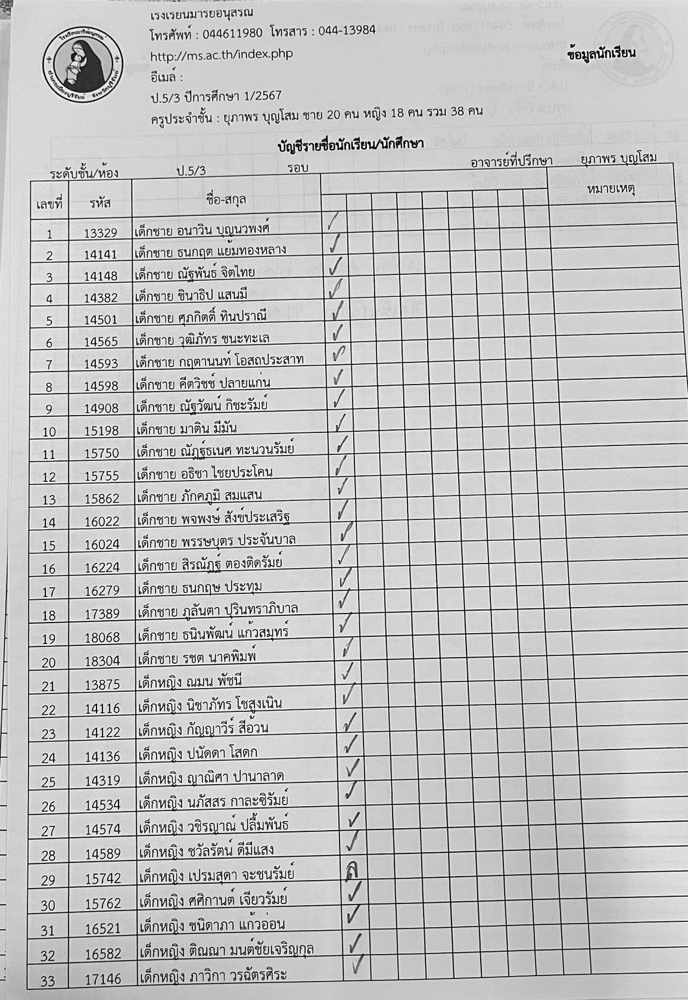 โรงเรียนมารีย์อนุสรณ์
อำเภอเมืองบุรีรัมย์ จังหวัดบุรีรัมย์
เรงเรียนมารยอนุสรณ
โทรศัพท์ : 044611980 โทรสาร : 044-13984
http://ms.ac.th/index.php
ข้อมูลนักเรียน
อีเมล์ :
ป.5/3 ปีการศึกษา 1/2567
ครูประจำชั้น : ยุภาพร บุญโสม ชาย 20 คน หญิง 18 คน รวม 38 คน
บัญชีรายชื่อนักเรียน/นักศึกษา
ระดับชั้น/ห้อง ป.5/3 รอบ อาจารย์ที่ปรึกษา ยุภาพร บุญโสม
เลขที่ รหัส ชื่อ-สกุล หมายเหตุ
1 13329 เด็กชาย อนาวิน บุญนวพงศ์ ✓
2 14141 เด็กชาย ธนกฤต แย้มทองหลาง ✓
3 14148 เด็กชาย ณัฐพันธ์ จิตไทย ✓
4 14382 เด็กชาย ชินาธิป แสนมี ✓
5 14501 เด็กชาย ศุภกิตติ์ ทินปราณี ✓
6 14565 เด็กชาย วุฒิภัทร ชนะทะเล ✓
7 14593 เด็กชาย กฤตานนท์ โอสถประสาท ✓
8 14598 เด็กชาย คีตวิชช์ ปลายแก่น ✓
9 14908 เด็กชาย ณัฐวัฒน์ กิชะรัมย์ ✓
10 15198 เด็กชาย มาติน มีมัน ✓
11 15750 เด็กชาย ณัฏฐ์ธเนศ ทะนวนรัมย์ ✓
12 15755 เด็กชาย อธิชา ไชยประโคน ✓
13 15862 เด็กชาย ภักคภูมิ สมแสน ✓
14 16022 เด็กชาย พจพงษ์ สังข์ประเสริฐ ✓
15 16024 เด็กชาย พรรษบุตร ประจันบาล ✓
16 16224 เด็กชาย สิรณัฏฐ์ ตองติดรัมย์ ✓
17 16279 เด็กชาย ธนกฤษ ประทุม ✓
18 17389 เด็กชาย ภูลันตา ปุรินทราภิบาล ✓
19 18068 เด็กชาย ธนินพัฒน์ แก้วสมุทร์ ✓
20 18304 เด็กชาย รชต นาคพิมพ์ ✓
21 13875 เด็กหญิง ณมน พัชนี ✓
22 14116 เด็กหญิง นิชาภัทร โชสูงเนิน ✓
23 14122 เด็กหญิง กัญญาวีร์ สีอ้วน ✓
24 14136 เด็กหญิง ปนัดดา โสดก ✓
25 14319 เด็กหญิง ญาณิศา ปานาลาด ✓
26 14534 เด็กหญิง นภัสสร กาละซิรัมย์ ✓
27 14574 เด็กหญิง วชิรญาณ์ ปลื้มพันธ์ ✓
28 14589 เด็กหญิง ชวัลรัตน์ ดีมีแสง ✓
29 15742 เด็กหญิง เปรมสุดา จะชนรัมย์ ล
30 15762 เด็กหญิง ศศิกานต์ เจียวรัมย์ ✓
31 16521 เด็กหญิง ชนิดาภา แก้วอ่อน ✓
32 16582 เด็กหญิง ติณณา มนต์ชัยเจริญกุล ✓
33 17146 เด็กหญิง ภาวิกา วรฉัตรศิระ ✓